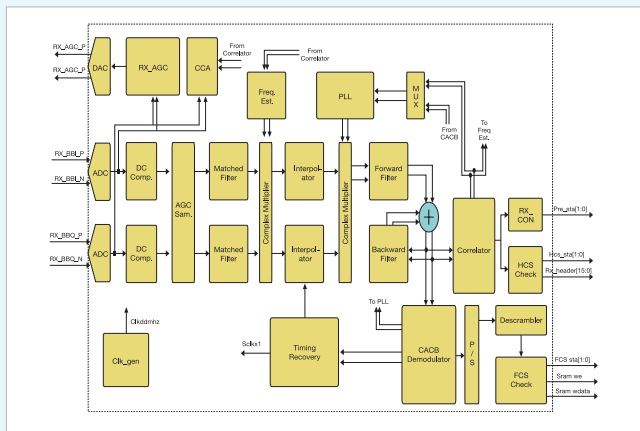 RX_AGC_P
RX_AGC_P
DAC
RX_AGC
CCA
From
Correlator
From
Correlator
Freq.
Est.
PLL
M
U
X
From
CACB
To
Freq
Est.
RX_BBI_P
RX_BBI_N
ADC
DC
Comp.
AGC
Sam.
Matched
Filter
Complex Multiplier
Interpol-
ator
Complex Multiplier
Forward
Filter
RX_BBQ_P
RX_BBQ_N
ADC
DC
Comp.
Matched
Filter
Interpol-
ator
Backward
Filter
+
Correlator
RX_
CON
Pre_sta[1:0]
HCS
Check
Hcs_sta[1:0]
Rx_header[15:0]
Clkddmhz
Clk_gen
Sclkx1
Timing
Recovery
To PLL
CACB
Demodulator
P/S
Descrambler
FCS
Check
FCS sta[1:0]
Sram we
Sram wdata